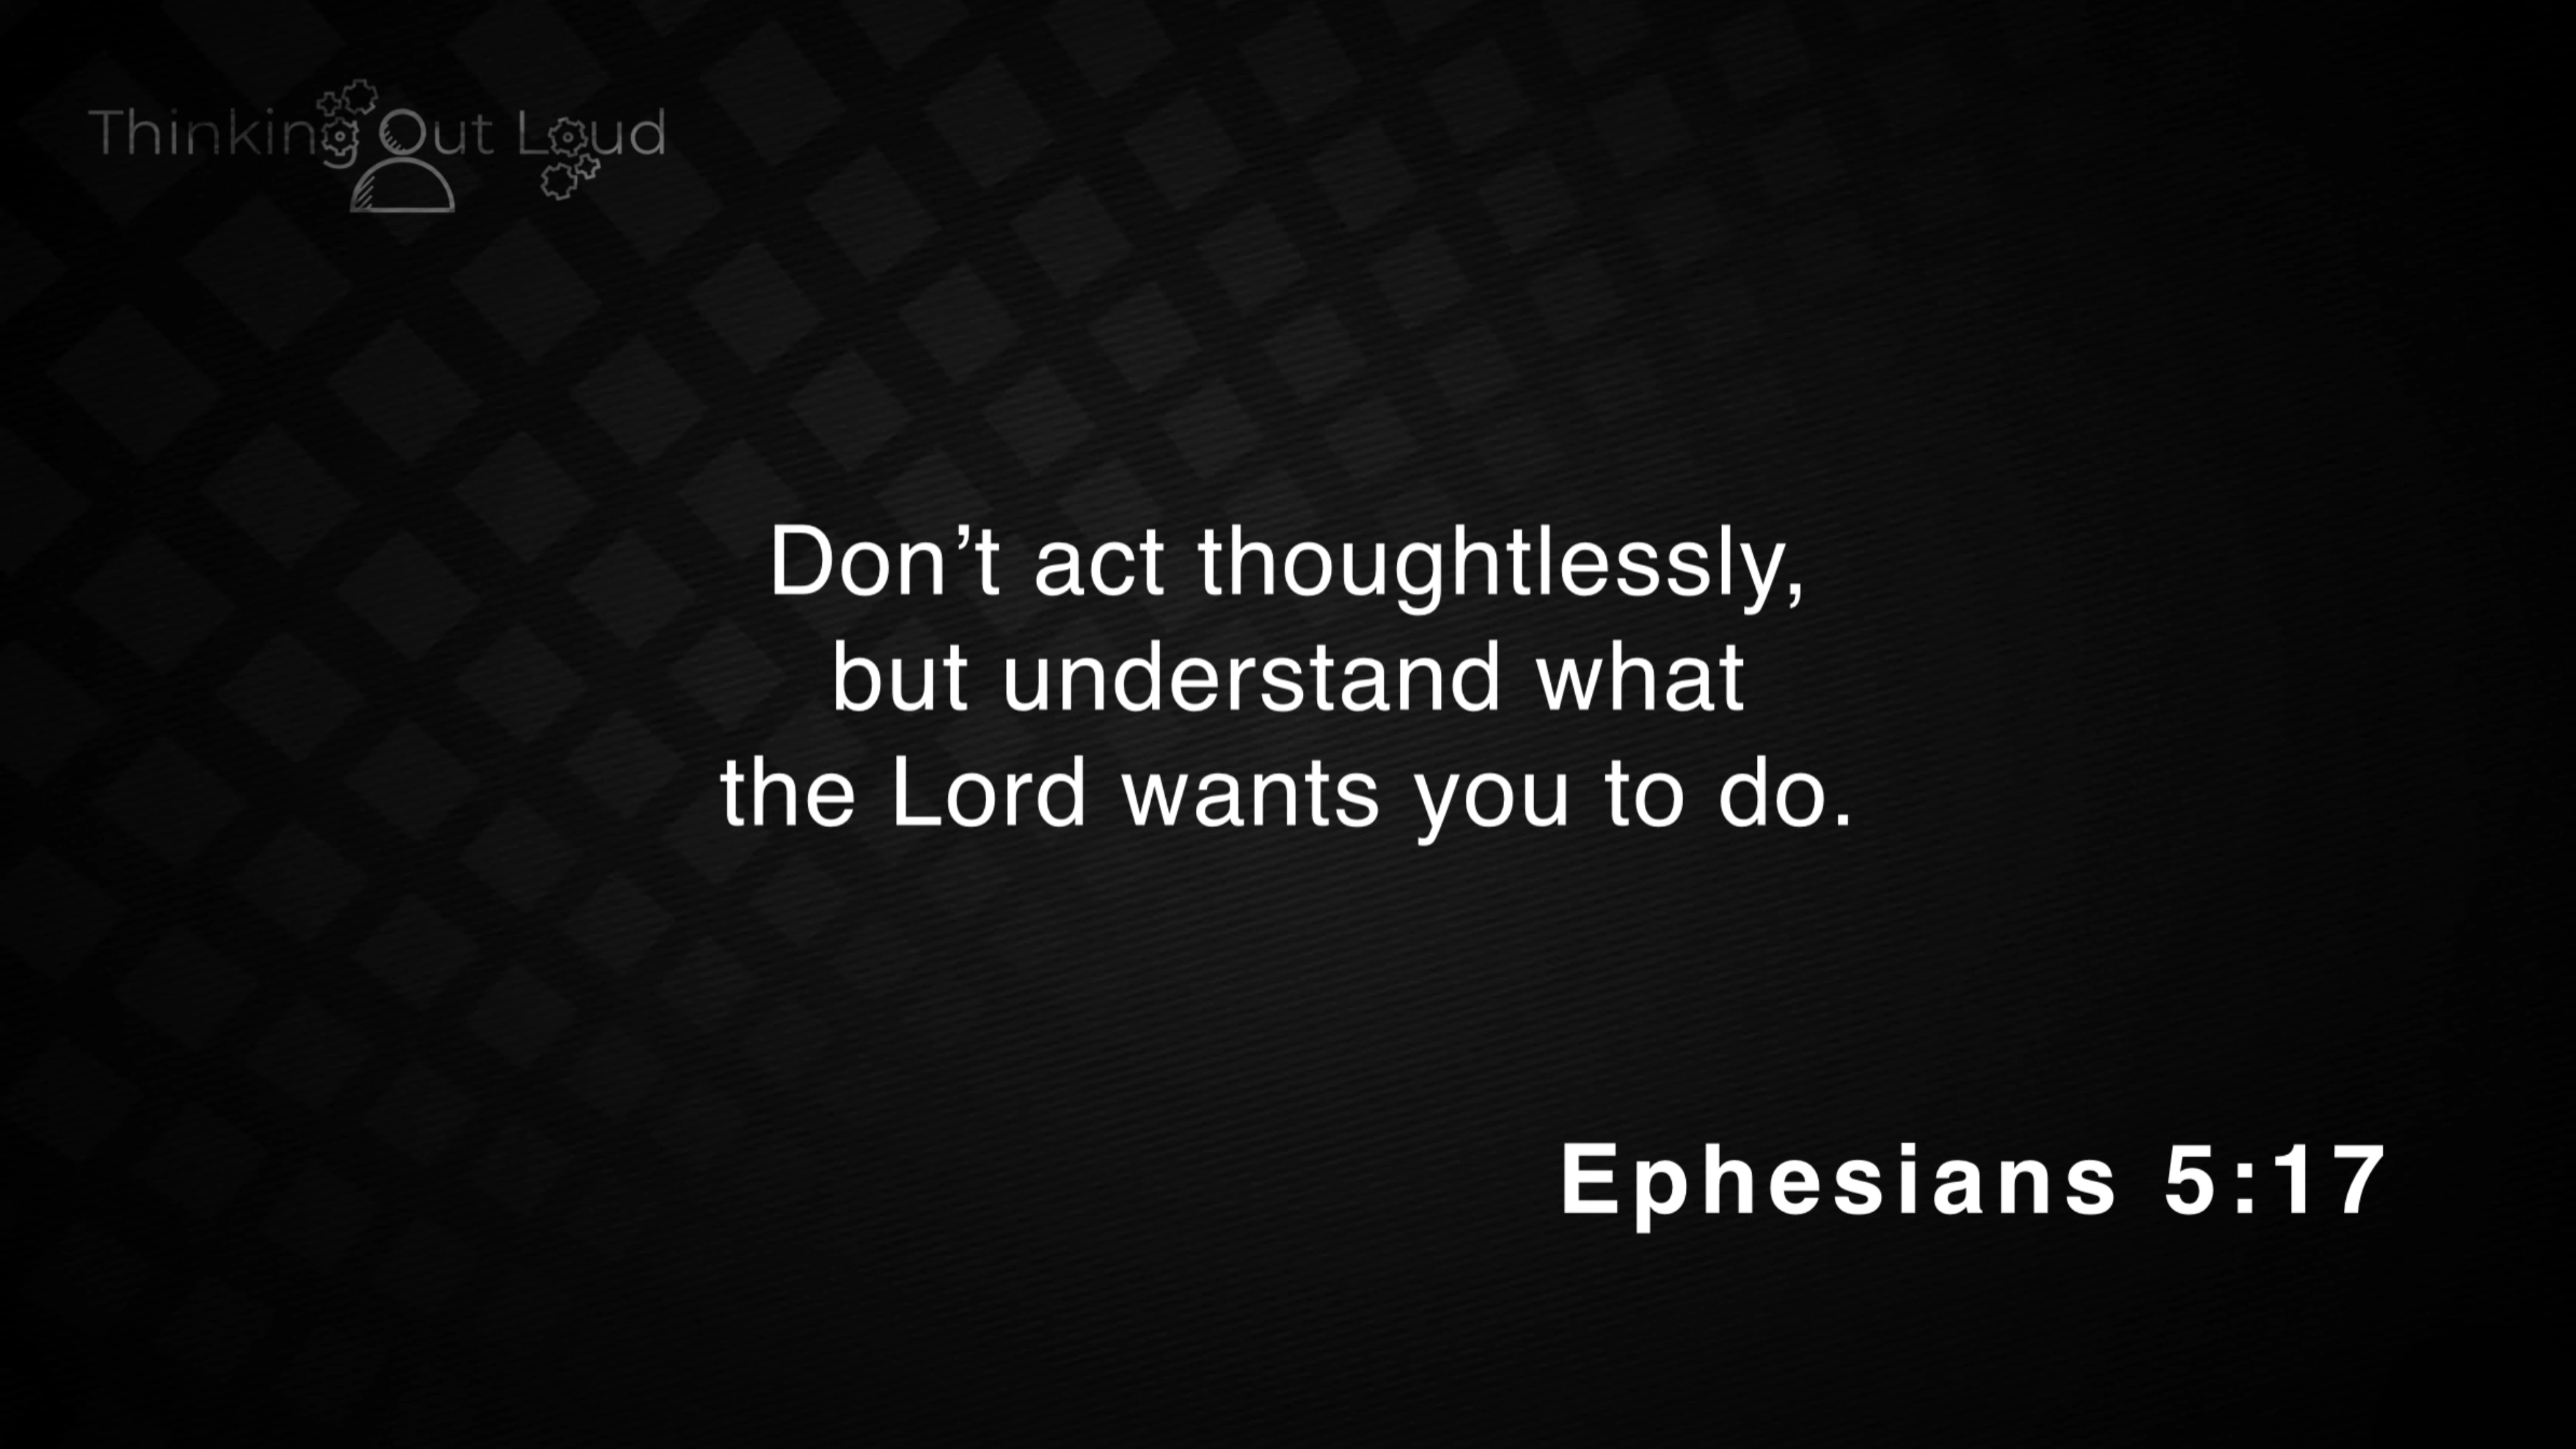 Thinking Out Loud
Don’t act thoughtlessly,
but understand what
the Lord wants you to do.
Ephesians 5:17